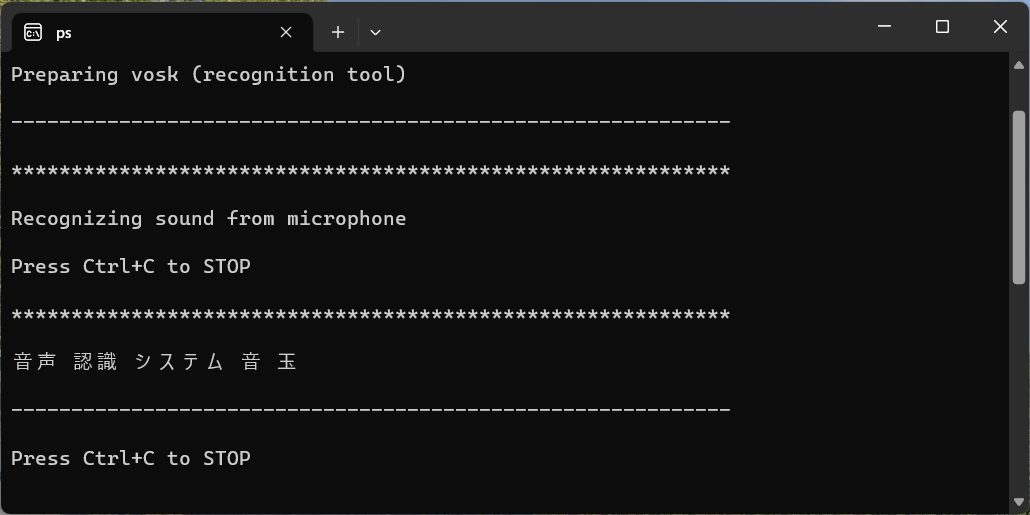 ps
Preparing vosk (recognition tool)
------------------------------------------------------------
************************************************************
Recognizing sound from microphone
Press Ctrl+C to STOP
************************************************************
音声 認識 システム 音 玉
------------------------------------------------------------
Press Ctrl+C to STOP